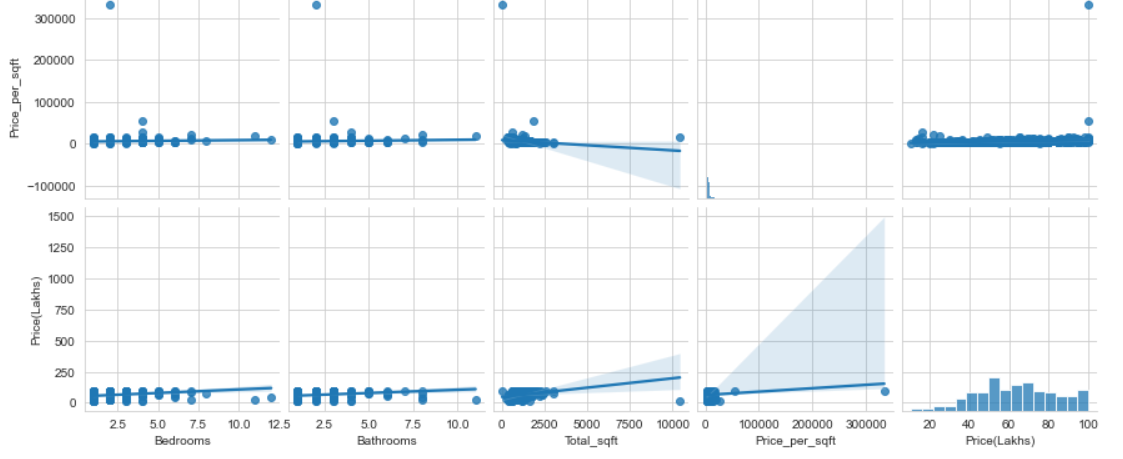 300000
200000
100000
0
−100000
Price_per_sqft
1500
1250
1000
750
500
250
0
Price(Lakhs)
2.5 5.0 7.5 10.0 12.5
Bedrooms
2.5 5.0 7.5 10.0
Bathrooms
0 2500 5000 7500 10000
Total_sqft
0 100000 200000 300000
Price_per_sqft
20 40 60 80 100
Price(Lakhs)